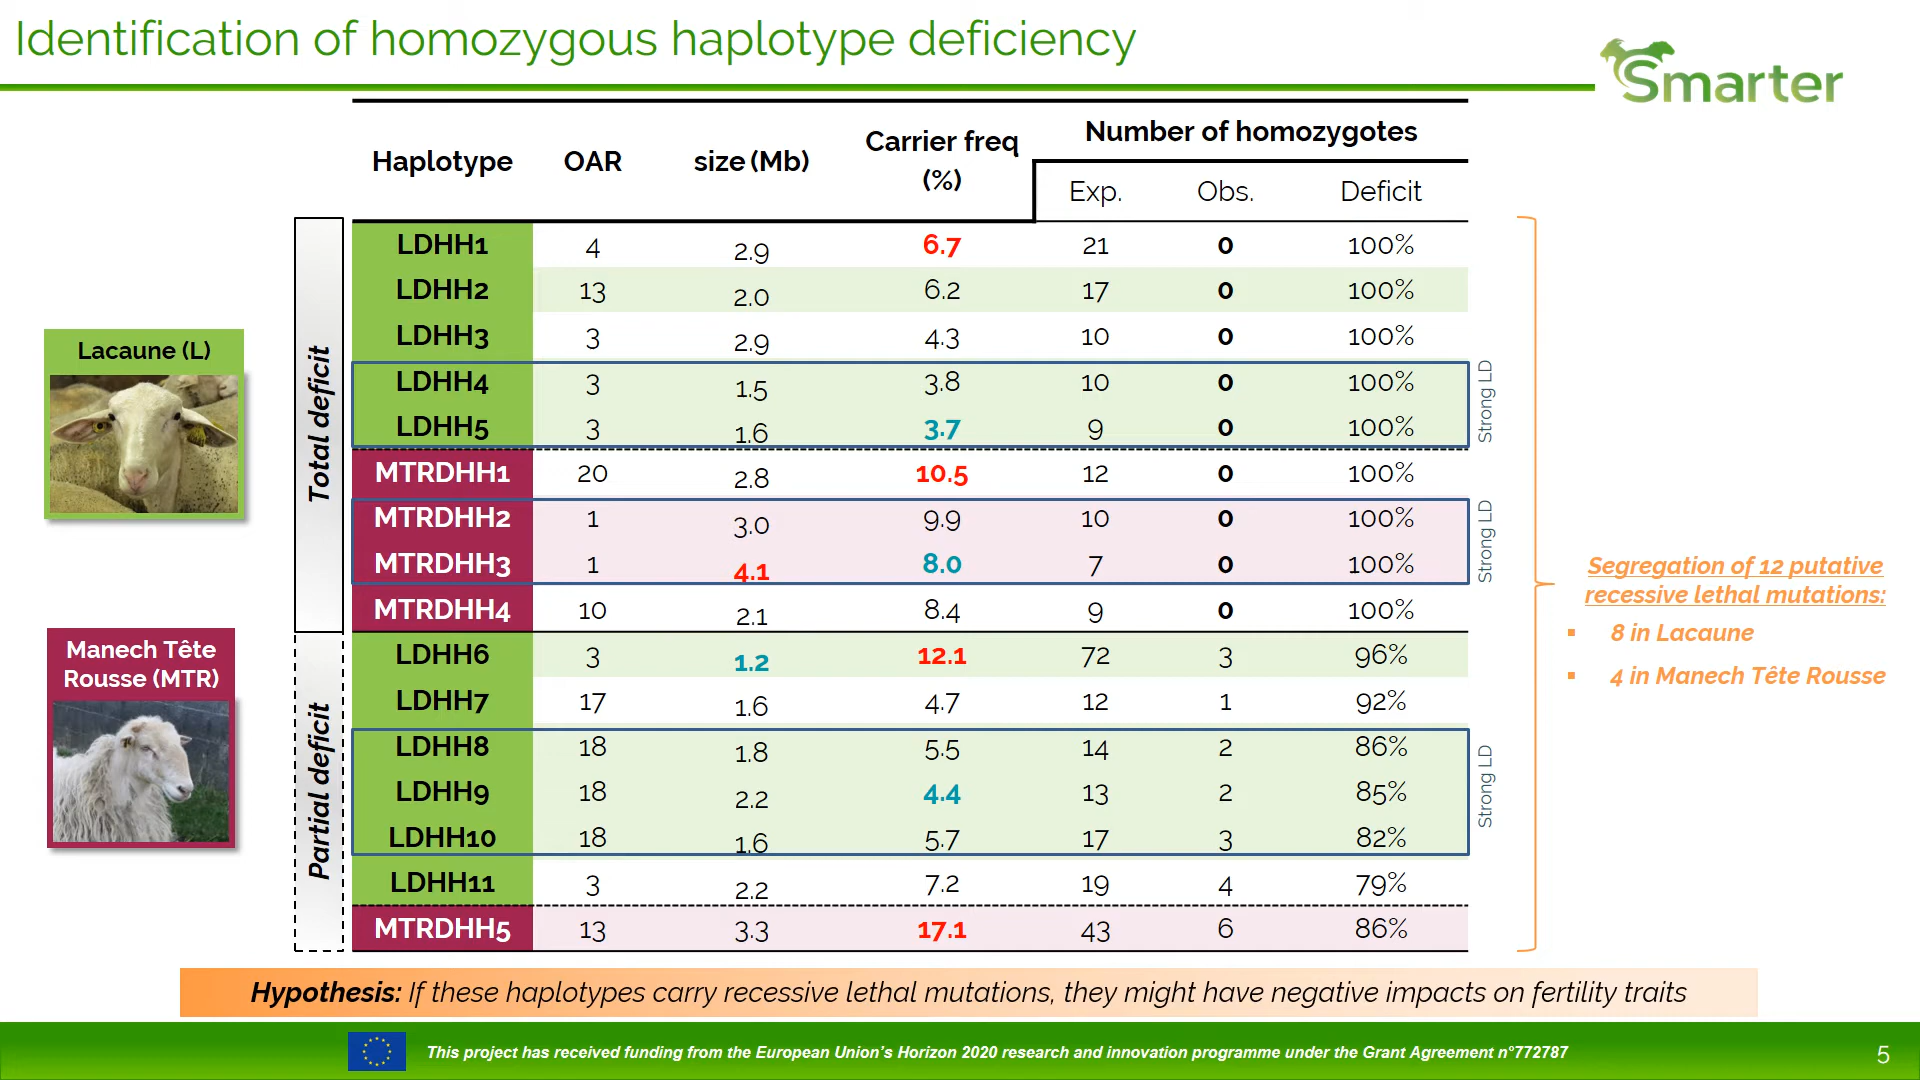 Identification of homozygous haplotype deficiency
Smarter
Haplotype OAR size (Mb) Carrier freq (%) Number of homozygotes
Exp. Obs. Deficit
Total deficit
LDHH1 4 2.9 6.7 21 0 100%
LDHH2 13 2.0 6.2 17 0 100%
LDHH3 3 2.9 4.3 10 0 100%
LDHH4 3 1.5 3.8 10 0 100%
LDHH5 3 1.6 3.7 9 0 100%
Strong LD
MTRDHH1 20 2.8 10.5 12 0 100%
MTRDHH2 1 3.0 9.9 10 0 100%
MTRDHH3 1 4.1 8.0 7 0 100%
Strong LD
MTRDHH4 10 2.1 8.4 9 0 100%
Partial deficit
LDHH6 3 1.2 12.1 72 3 96%
LDHH7 17 1.6 4.7 12 1 92%
LDHH8 18 1.8 5.5 14 2 86%
LDHH9 18 2.2 4.4 13 2 85%
LDHH10 18 1.6 5.7 17 3 82%
Strong LD
LDHH11 3 2.2 7.2 19 4 79%
MTRDHH5 13 3.3 17.1 43 6 86%
Lacaune (L)
Manech Tête
Rousse (MTR)
Segregation of 12 putative
recessive lethal mutations:
▪ 8 in Lacaune
▪ 4 in Manech Tête Rousse
Hypothesis: If these haplotypes carry recessive lethal mutations, they might have negative impacts on fertility traits
This project has received funding from the European Union's Horizon 2020 research and innovation programme under the Grant Agreement n°772787
5